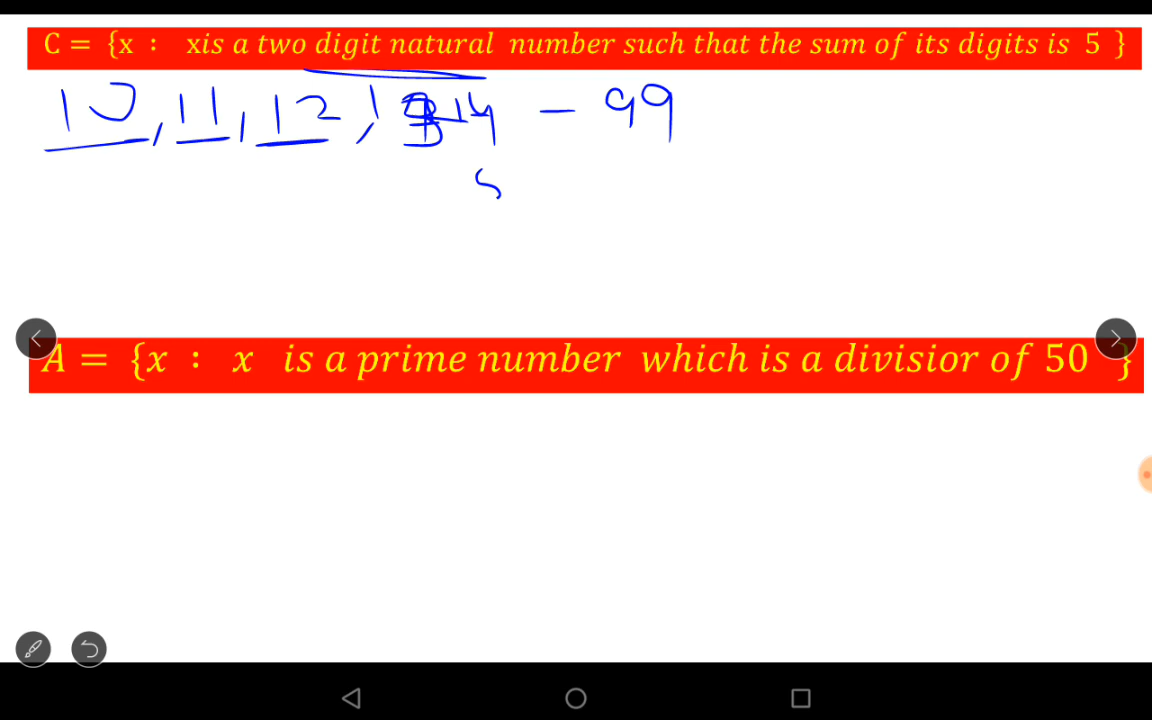 C = {x : xis a two digit natural number such that the sum of its digits is 5 }
10, 11, 12, 1 14 - 99
5
A = {x : x is a prime number which is a divisior of 50 }